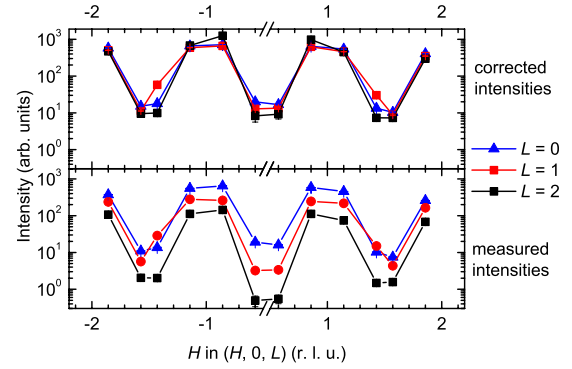 -2 -1 1 2
10³
10²
10¹
10⁰
corrected
intensities
Intensity (arb. units)
L = 0
L = 1
L = 2
10³
10²
10¹
10⁰
measured
intensities
-2 -1 1 2
H in (H, 0, L) (r. l. u.)